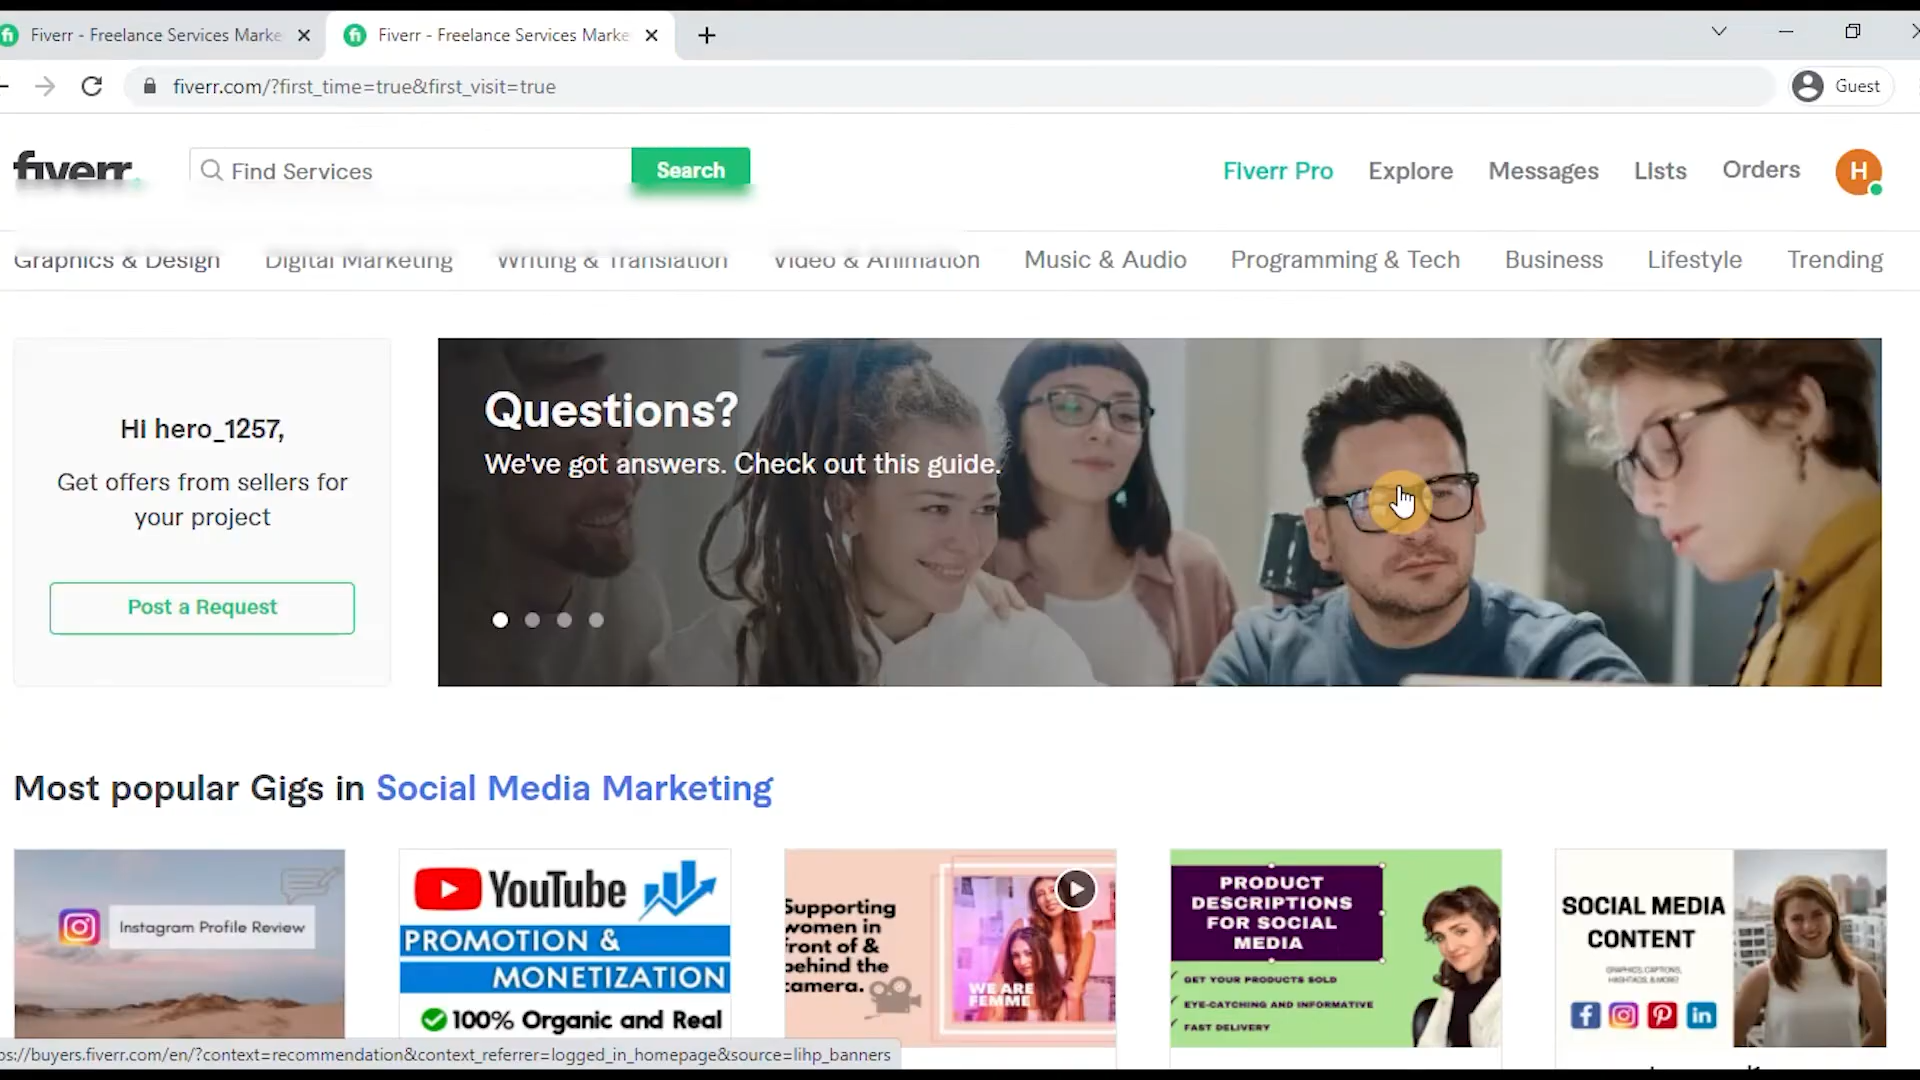 Fiverr - Freelance Services Marke
Fiverr - Freelance Services Marke
fiverr.com/?first_time=true&first_visit=true
Guest
fiverr.
Find Services
Search
Fiverr Pro
Explore
Messages
Lists
Orders
H
Graphics & Design
Digital Marketing
Writing & Translation
Video & Animation
Music & Audio
Programming & Tech
Business
Lifestyle
Trending
Hi hero_1257,
Get offers from sellers for
your project
Post a Request
Questions?
We've got answers. Check out this guide.
Most popular Gigs in Social Media Marketing
Instagram Profile Review
YouTube
PROMOTION &
MONETIZATION
100% Organic and Real
Supporting
women in
front of &
behind the
camera.
WE ARE
FEMME
PRODUCT
DESCRIPTIONS
FOR SOCIAL
MEDIA
GET YOUR PRODUCTS SOLD
EYE-CATCHING AND INFORMATIVE
FAST DELIVERY
SOCIAL MEDIA
CONTENT
GRAPHICS, CAPTIONS,
HASHTAGS, & MORE!
f
in
ps://buyers.fiverr.com/en/?context=recommendation&context_referrer=logged_in_homepage&source=lihp_banners